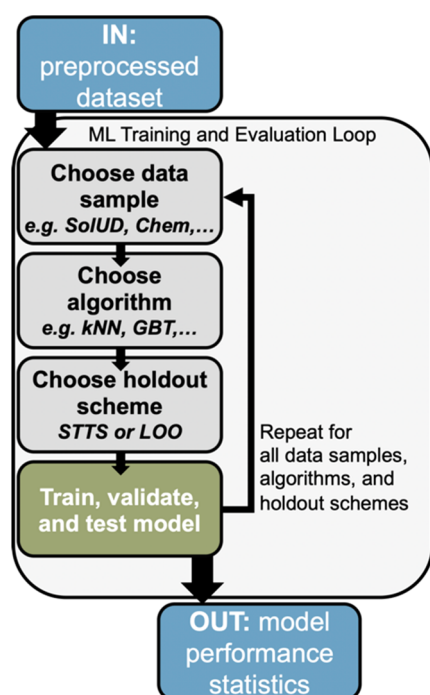 IN:
preprocessed
dataset
ML Training and Evaluation Loop
Choose data
sample
e.g. SolUD, Chem,...
Choose
algorithm
e.g. kNN, GBT,...
Choose holdout
scheme
STTS or LOO
Train, validate,
and test model
Repeat for
all data samples,
algorithms, and
holdout schemes
OUT: model
performance
statistics